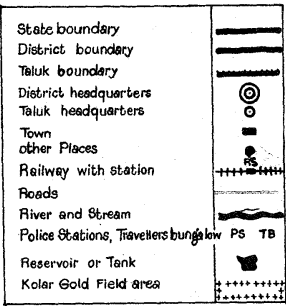 State boundary
District boundary
Taluk boundary
District headquarters
Taluk headquarters
Town
other Places
RS
Railway with station
Roads
River and Stream
Police Stations, Travellers bungalow PS TB
Reservoir or Tank
Kolar Gold Field area